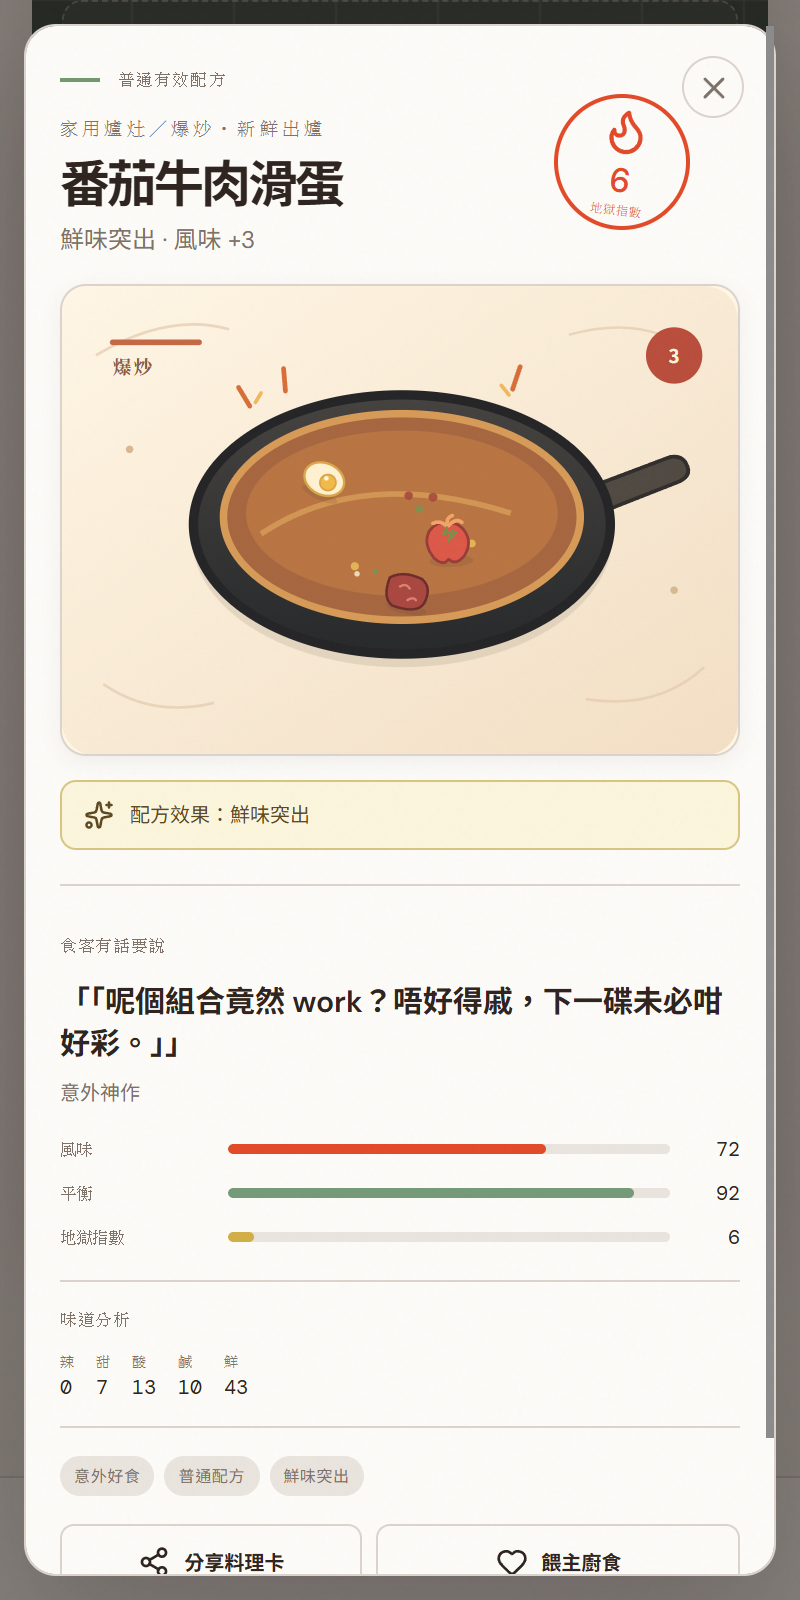 普通有效配方
家用爐灶／爆炒・新鮮出爐
番茄牛肉滑蛋
鮮味突出 · 風味 +3
6
地獄指數
爆炒
3
配方效果：鮮味突出
食客有話要說
「「呢個組合竟然 work？唔好得戚，下一碟未必咁
好彩。」」
意外神作
風味 72
平衡 92
地獄指數 6
味道分析
辣 甜 酸 鹹 鮮
0 7 13 10 43
意外好食 普通配方 鮮味突出
分享料理卡 餵主廚食